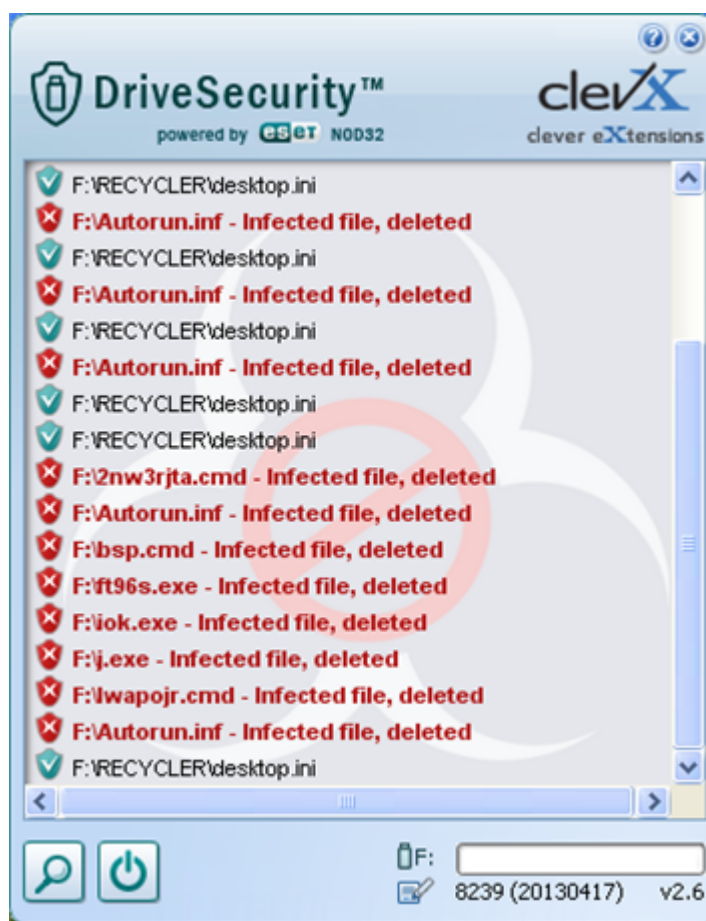 DriveSecurity™
powered by eseT NOD32
clevX
clever eXtensions
F:\RECYCLER\desktop.ini
F:\Autorun.inf - Infected file, deleted
F:\RECYCLER\desktop.ini
F:\Autorun.inf - Infected file, deleted
F:\RECYCLER\desktop.ini
F:\Autorun.inf - Infected file, deleted
F:\RECYCLER\desktop.ini
F:\RECYCLER\desktop.ini
F:\2nw3rjta.cmd - Infected file, deleted
F:\Autorun.inf - Infected file, deleted
F:\bsp.cmd - Infected file, deleted
F:\ft96s.exe - Infected file, deleted
F:\iok.exe - Infected file, deleted
F:\j.exe - Infected file, deleted
F:\lwapojr.cmd - Infected file, deleted
F:\Autorun.inf - Infected file, deleted
F:\RECYCLER\desktop.ini
F:
8239 (20130417) v2.6